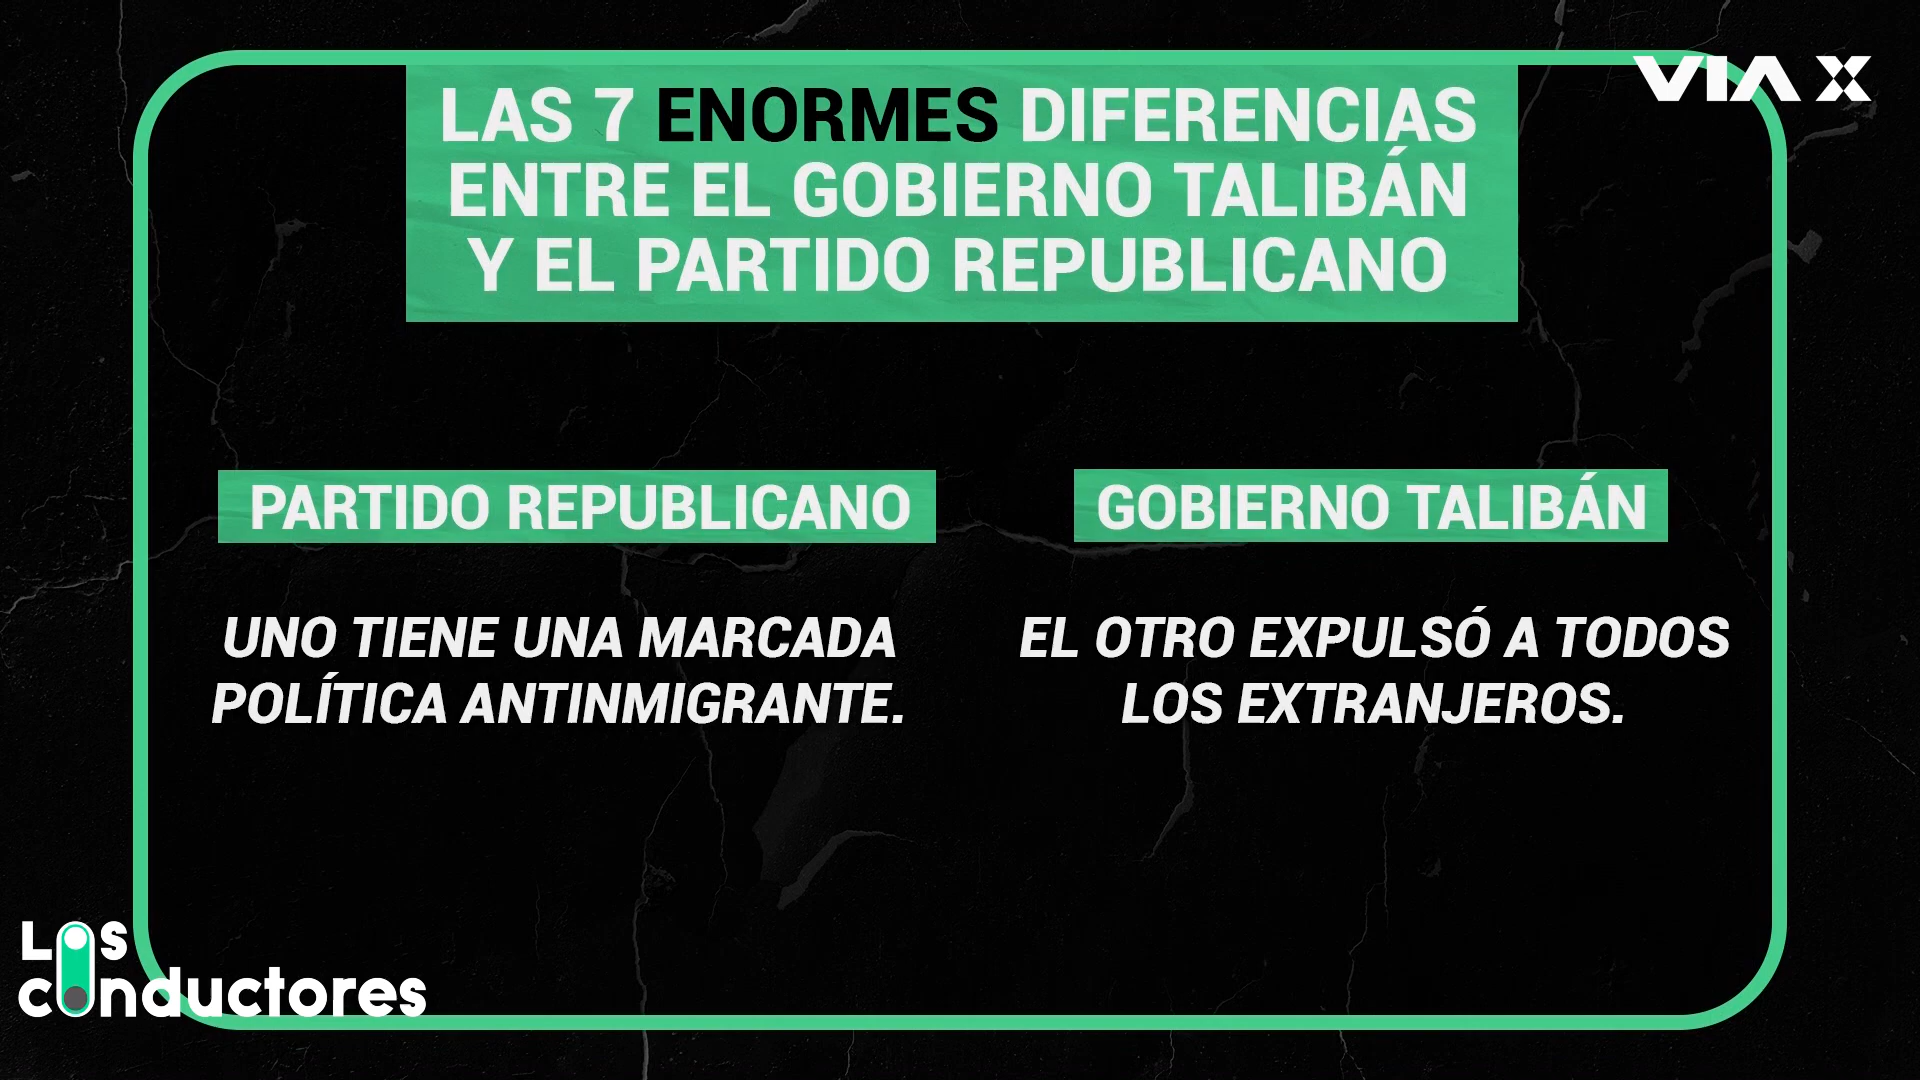 VIA X
LAS 7 ENORMES DIFERENCIAS
ENTRE EL GOBIERNO TALIBÁN
Y EL PARTIDO REPUBLICANO
PARTIDO REPUBLICANO
UNO TIENE UNA MARCADA
POLÍTICA ANTINMIGRANTE.
GOBIERNO TALIBÁN
EL OTRO EXPULSÓ A TODOS
LOS EXTRANJEROS.
Los
conductores